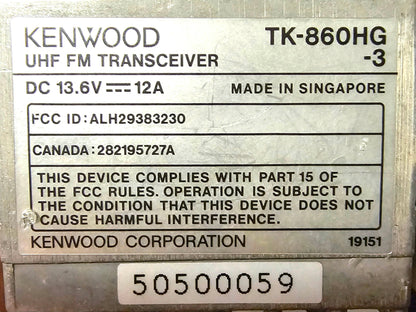 KENWOOD TK-860HG
UHF FM TRANSCEIVER -3
DC 13.6V⎓12A MADE IN SINGAPORE
FCC ID: ALH29383230
CANADA: 282195727A
THIS DEVICE COMPLIES WITH PART 15 OF
THE FCC RULES. OPERATION IS SUBJECT TO
THE CONDITION THAT THIS DEVICE DOES NOT
CAUSE HARMFUL INTERFERENCE.
KENWOOD CORPORATION 19151
50500059